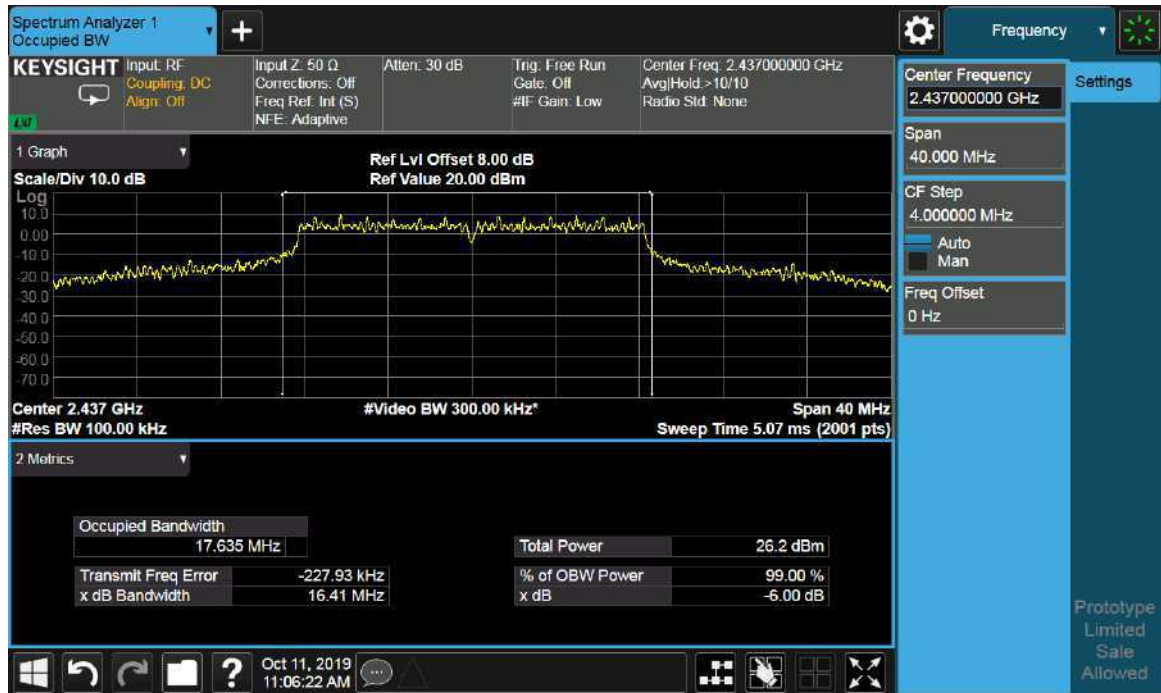 Spectrum Analyzer 1
Occupied BW
Frequency
KEYSIGHT
LXI
Input: RF
Coupling: DC
Align: Off
Input Z: 50 Ω
Corrections: Off
Freq Ref: Int (S)
NFE: Adaptive
Atten: 30 dB
Trig: Free Run
Gate: Off
#IF Gain: Low
Center Freq: 2.437000000 GHz
Avg|Hold:>10/10
Radio Std: None
Center Frequency
2.437000000 GHz
Settings
Span
40.000 MHz
CF Step
4.000000 MHz
Auto
Man
Freq Offset
0 Hz
1 Graph
Scale/Div 10.0 dB
Ref Lvl Offset 8.00 dB
Ref Value 20.00 dBm
Log
10.0
0.00
-10.0
-20.0
-30.0
-40.0
-50.0
-60.0
-70.0
Center 2.437 GHz
#Video BW 300.00 kHz*
Span 40 MHz
#Res BW 100.00 kHz
Sweep Time 5.07 ms (2001 pts)
2 Metrics
Occupied Bandwidth
17.635 MHz
Total Power 26.2 dBm
Transmit Freq Error -227.93 kHz
% of OBW Power 99.00 %
x dB Bandwidth 16.41 MHz
x dB -6.00 dB
Prototype
Limited
Sale
Allowed
?
Oct 11, 2019
11:06:22 AM